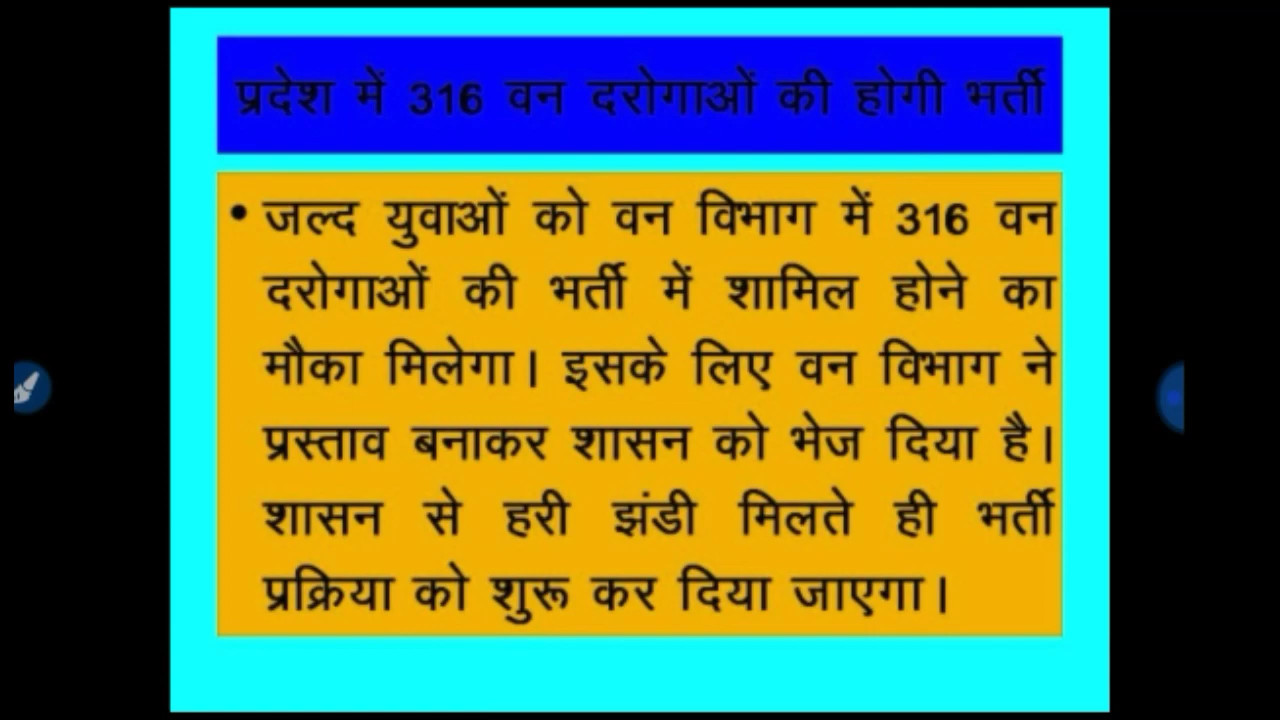 प्रदेश में 316 वन दरोगाओं की होगी भर्ती
• जल्द युवाओं को वन विभाग में 316 वन
दरोगाओं की भर्ती में शामिल होने का
मौका मिलेगा। इसके लिए वन विभाग ने
प्रस्ताव बनाकर शासन को भेज दिया है।
शासन से हरी झंडी मिलते ही भर्ती
प्रक्रिया को शुरू कर दिया जाएगा।